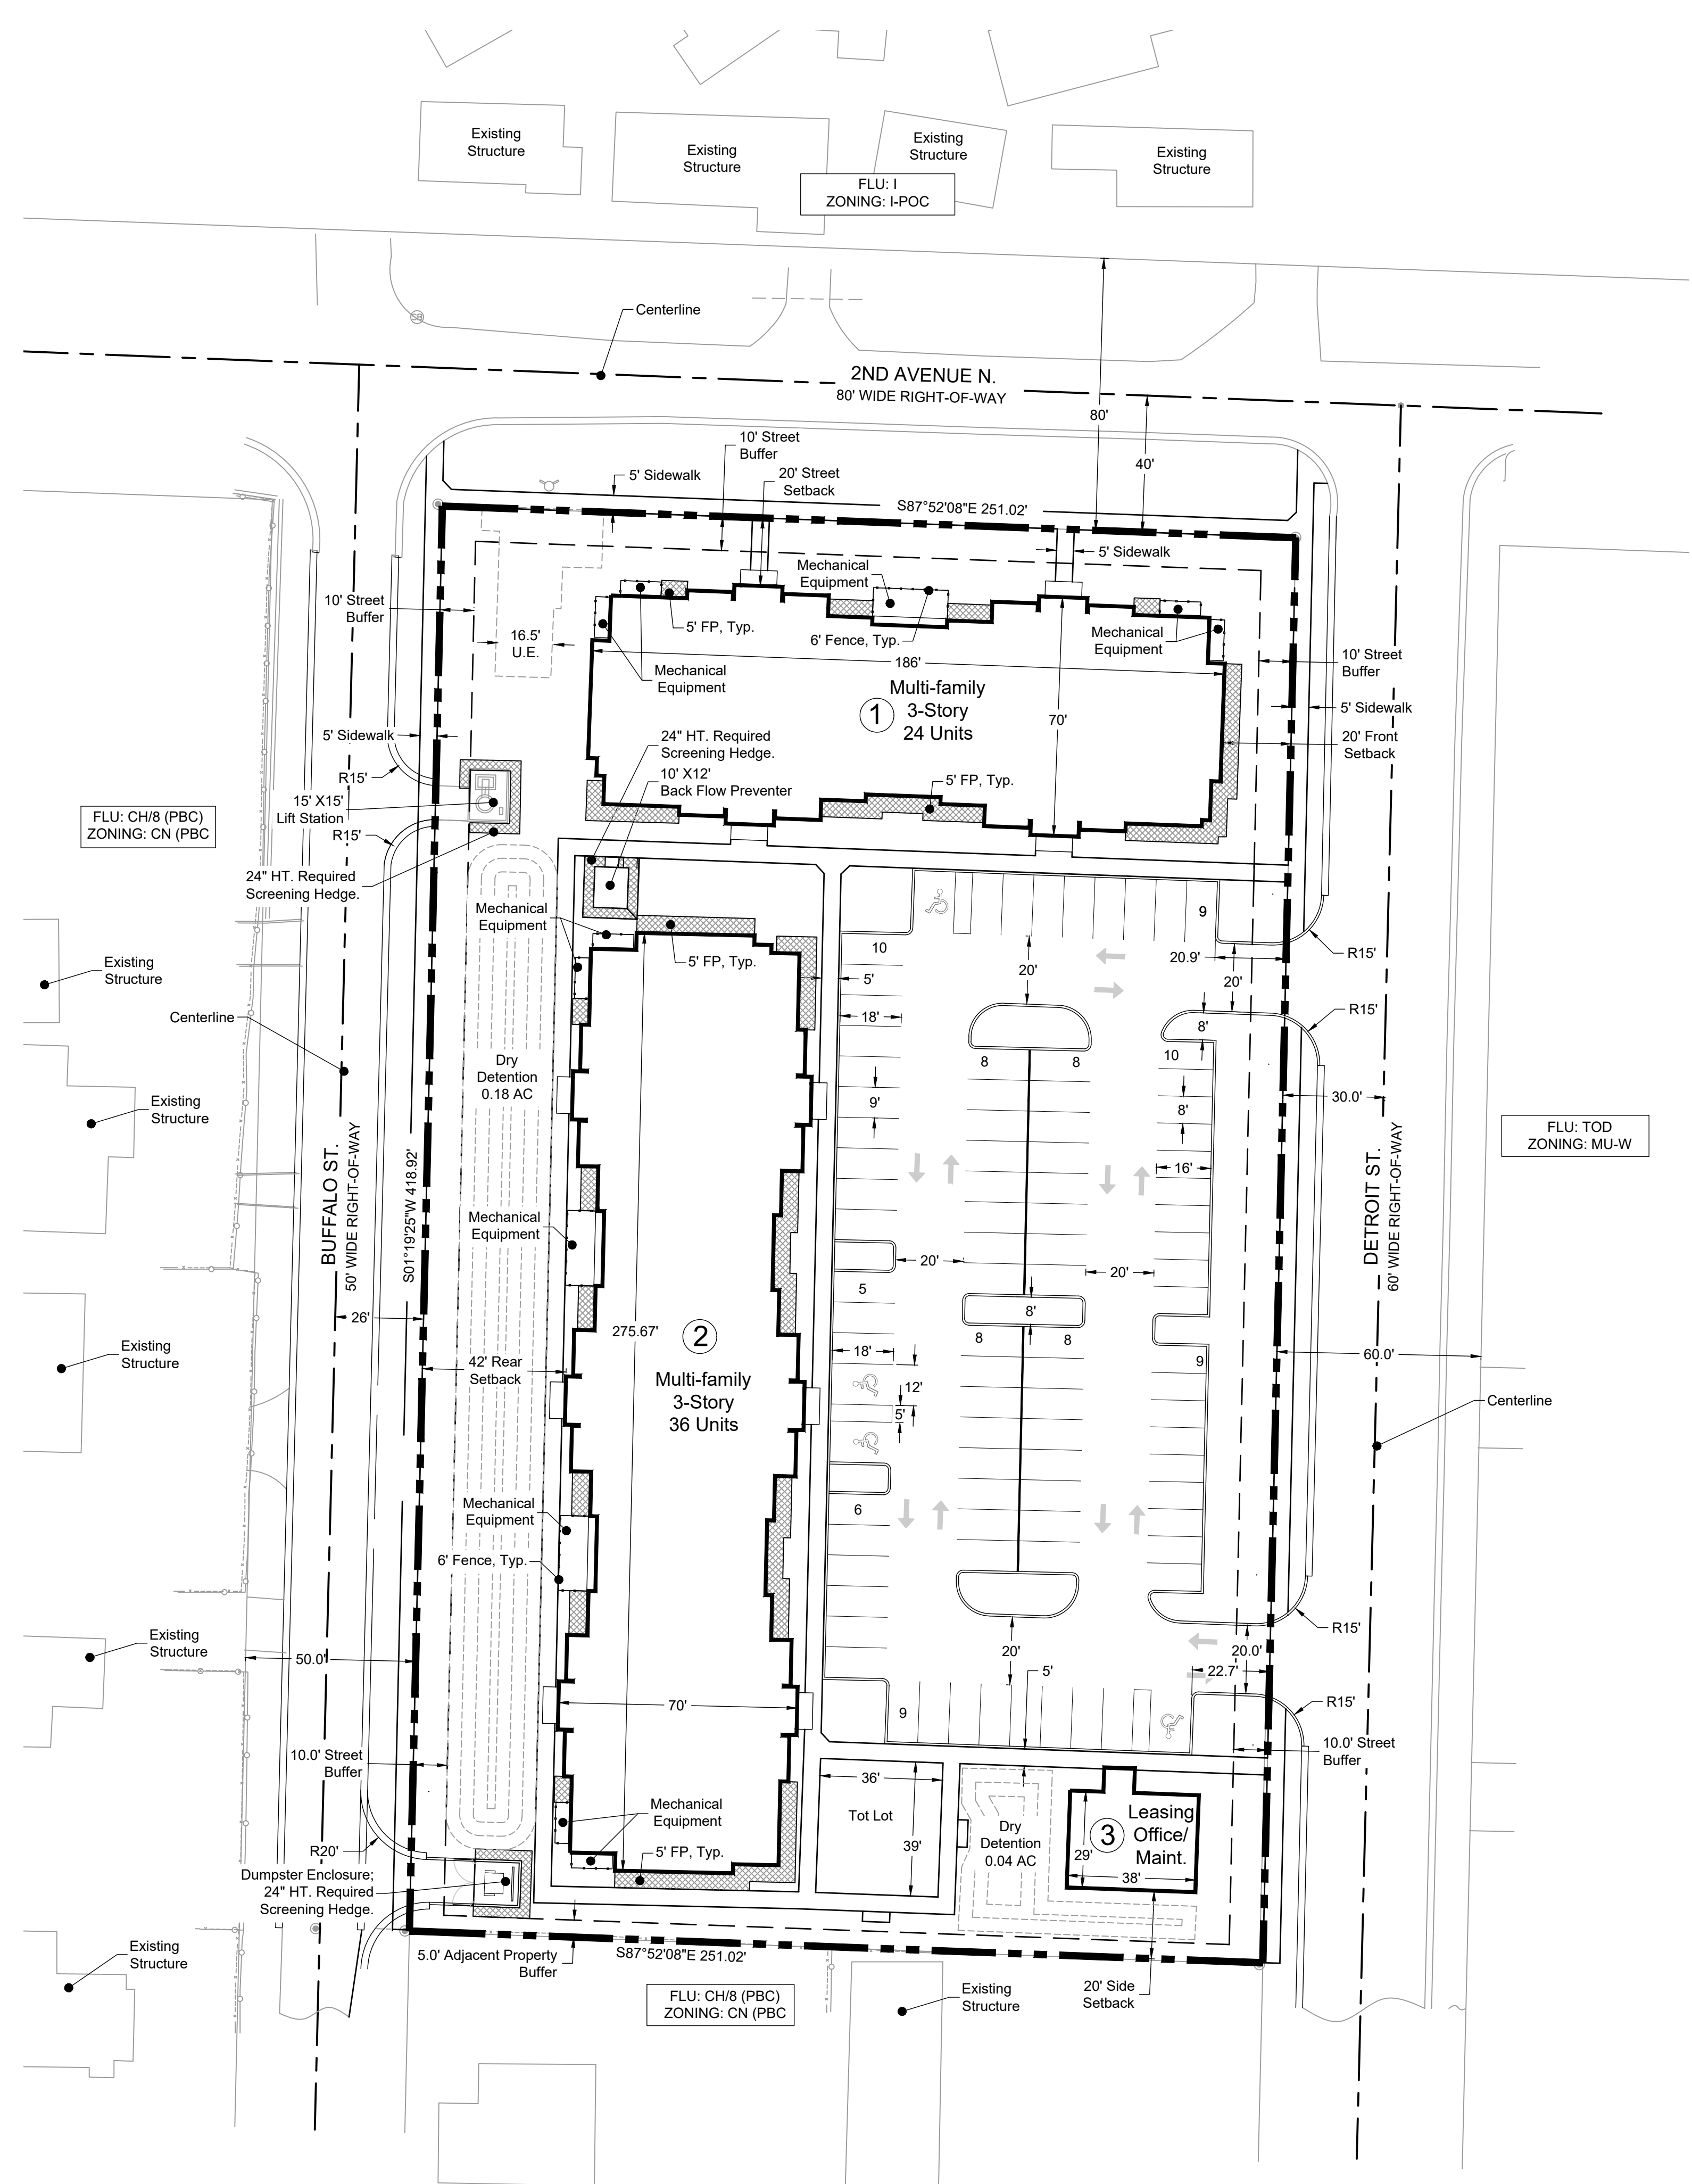 Existing
Structure
Existing
Structure
Existing
Structure
Existing
Structure
FLU: I
ZONING: I-POC
Centerline
SB
2ND AVENUE N.
80' WIDE RIGHT-OF-WAY
80'
40'
10' Street
Buffer
5' Sidewalk
20' Street
Setback
S87°52'08"E 251.02'
5' Sidewalk
Mechanical
Equipment
10' Street
Buffer
16.5'
U.E.
5' FP, Typ.
6' Fence, Typ.
Mechanical
Equipment
Mechanical
Equipment
186'
10' Street
Buffer
1
Multi-family
3-Story
24 Units
70'
5' Sidewalk
20' Front
Setback
5' Sidewalk
24" HT. Required
Screening Hedge.
10' X12'
Back Flow Preventer
5' FP, Typ.
R15'
15' X15'
Lift Station
R15'
FLU: CH/8 (PBC)
ZONING: CN (PBC
24" HT. Required
Screening Hedge.
Mechanical
Equipment
5' FP, Typ.
9
10
20'
20.9'
R15'
5'
20'
18'
8'
R15'
Existing
Structure
Centerline
Dry
Detention
0.18 AC
8
8
10
9'
8'
30.0'
Existing
Structure
FLU: TOD
ZONING: MU-W
BUFFALO ST.
50' WIDE RIGHT-OF-WAY
S01°19'25"W 418.92'
DETROIT ST.
60' WIDE RIGHT-OF-WAY
16'
Mechanical
Equipment
20'
20'
5
8'
26'
275.67'
2
8
8
Existing
Structure
18'
9
60.0'
42' Rear
Setback
Multi-family
3-Story
36 Units
12'
5'
Centerline
Mechanical
Equipment
6
6' Fence, Typ.
Existing
Structure
50.0'
R15'
20'
20.0'
5'
22.7'
70'
9
R15'
10.0' Street
Buffer
10.0' Street
Buffer
36'
Tot Lot
39'
Mechanical
Equipment
5' FP, Typ.
Dry
Detention
0.04 AC
3
Leasing
Office/
Maint.
29'
38'
R20'
Dumpster Enclosure;
24" HT. Required
Screening Hedge.
Existing
Structure
5.0' Adjacent Property
Buffer
S87°52'08"E 251.02'
FLU: CH/8 (PBC)
ZONING: CN (PBC
Existing
Structure
20' Side
Setback